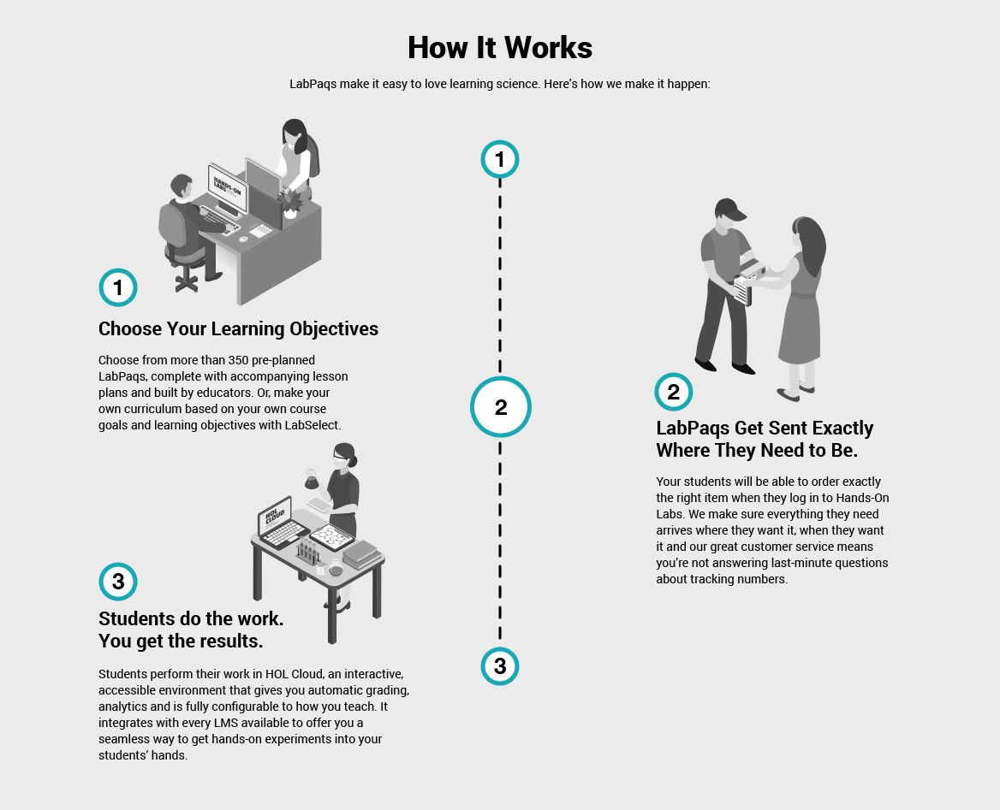 How It Works
LabPaqs make it easy to love learning science. Here's how we make it happen:
HANDS-ON
LABS
1
Choose Your Learning Objectives
Choose from more than 350 pre-planned
LabPaqs, complete with accompanying lesson
plans and built by educators. Or, make your
own curriculum based on your own course
goals and learning objectives with LabSelect.
1
2
3
2
LabPaqs Get Sent Exactly
Where They Need to Be.
Your students will be able to order exactly
the right item when they log in to Hands-On
Labs. We make sure everything they need
arrives where they want it, when they want
it and our great customer service means
you’re not answering last-minute questions
about tracking numbers.
HOL
CLOUD
3
Students do the work.
You get the results.
Students perform their work in HOL Cloud, an interactive,
accessible environment that gives you automatic grading,
analytics and is fully configurable to how you teach. It
integrates with every LMS available to offer you a
seamless way to get hands-on experiments into your
students’ hands.